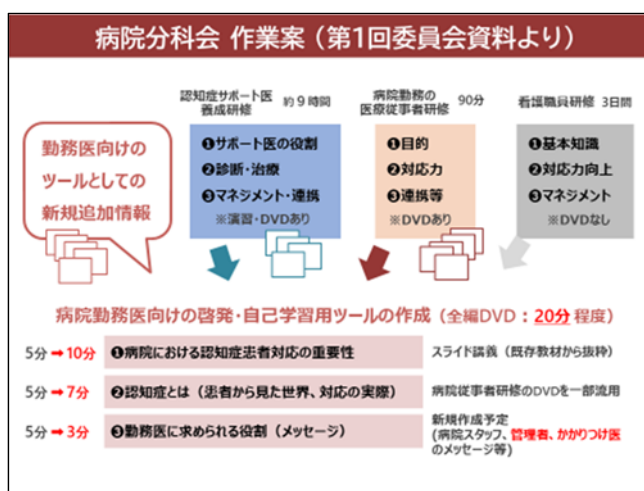 病院分科会 作業案（第1回委員会資料より）
勤務医向けの
ツールとしての
新規追加情報
認知症サポート医
養成研修 約9時間
❶サポート医の役割
❷診断・治療
❸マネジメント・連携
※演習・DVDあり
病院勤務の
医療従事者研修 90分
❶目的
❷対応力
❸連携等
※DVDあり
看護職員研修 3日間
❶基本知識
❷対応力向上
❸マネジメント
※DVDなし
病院勤務医向けの啓発・自己学習用ツールの作成（全編DVD：20分 程度）
5分➡10分 ❶病院における認知症患者対応の重要性 スライド講義（既存教材から抜粋）
5分➡7分 ❷認知症とは（患者から見た世界、対応の実際） 病院従事者研修のDVDを一部流用
5分➡3分 ❸勤務医に求められる役割（メッセージ） 新規作成予定
(病院スタッフ、管理者、かかりつけ医
のメッセージ等)